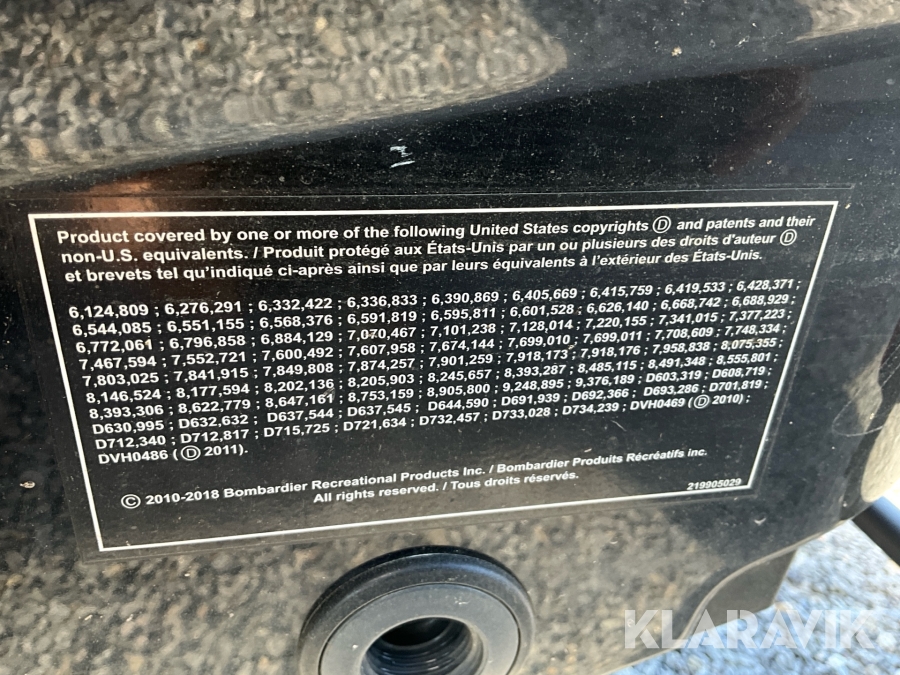 Product covered by one or more of the following United States copyrights Ⓓ and patents and their
non-U.S. equivalents. / Produit protégé aux États-Unis par un ou plusieurs des droits d'auteur Ⓓ
et brevets tel qu'indiqué ci-après ainsi que par leurs équivalents à l'extérieur des États-Unis.
6,124,809 ; 6,276,291 ; 6,332,422 ; 6,336,833 ; 6,390,869 ; 6,405,669 ; 6,415,759 ; 6,419,533 ; 6,428,371 ;
6,544,085 ; 6,551,155 ; 6,568,376 ; 6,591,819 ; 6,595,811 ; 6,601,528 ; 6,626,140 ; 6,668,742 ; 6,688,929 ;
6,772,061 ; 6,796,858 ; 6,884,129 ; 7,070,467 ; 7,101,238 ; 7,128,014 ; 7,220,155 ; 7,341,015 ; 7,377,223 ;
7,467,594 ; 7,552,721 ; 7,600,492 ; 7,607,958 ; 7,674,144 ; 7,699,010 ; 7,699,011 ; 7,708,609 ; 7,748,334 ;
7,803,025 ; 7,841,915 ; 7,849,808 ; 7,874,257 ; 7,901,259 ; 7,918,173 ; 7,918,176 ; 7,958,838 ; 8,075,355 ;
8,146,524 ; 8,177,594 ; 8,202,136 ; 8,205,903 ; 8,245,657 ; 8,393,287 ; 8,485,115 ; 8,491,348 ; 8,555,801 ;
8,393,306 ; 8,622,779 ; 8,647,161 ; 8,753,159 ; 8,905,800 ; 9,248,895 ; 9,376,189 ; D603,319 ; D608,719 ;
D630,995 ; D632,632 ; D637,544 ; D637,545 ; D644,590 ; D691,939 ; D692,366 ; D693,286 ; D701,819 ;
D712,340 ; D712,817 ; D715,725 ; D721,634 ; D732,457 ; D733,028 ; D734,239 ; DVH0469 ( Ⓓ 2010) ;
DVH0486 ( Ⓓ 2011).
© 2010-2018 Bombardier Recreational Products Inc. / Bombardier Produits Récréatifs inc.
All rights reserved. / Tous droits réservés.
219905029
KLARAVIK